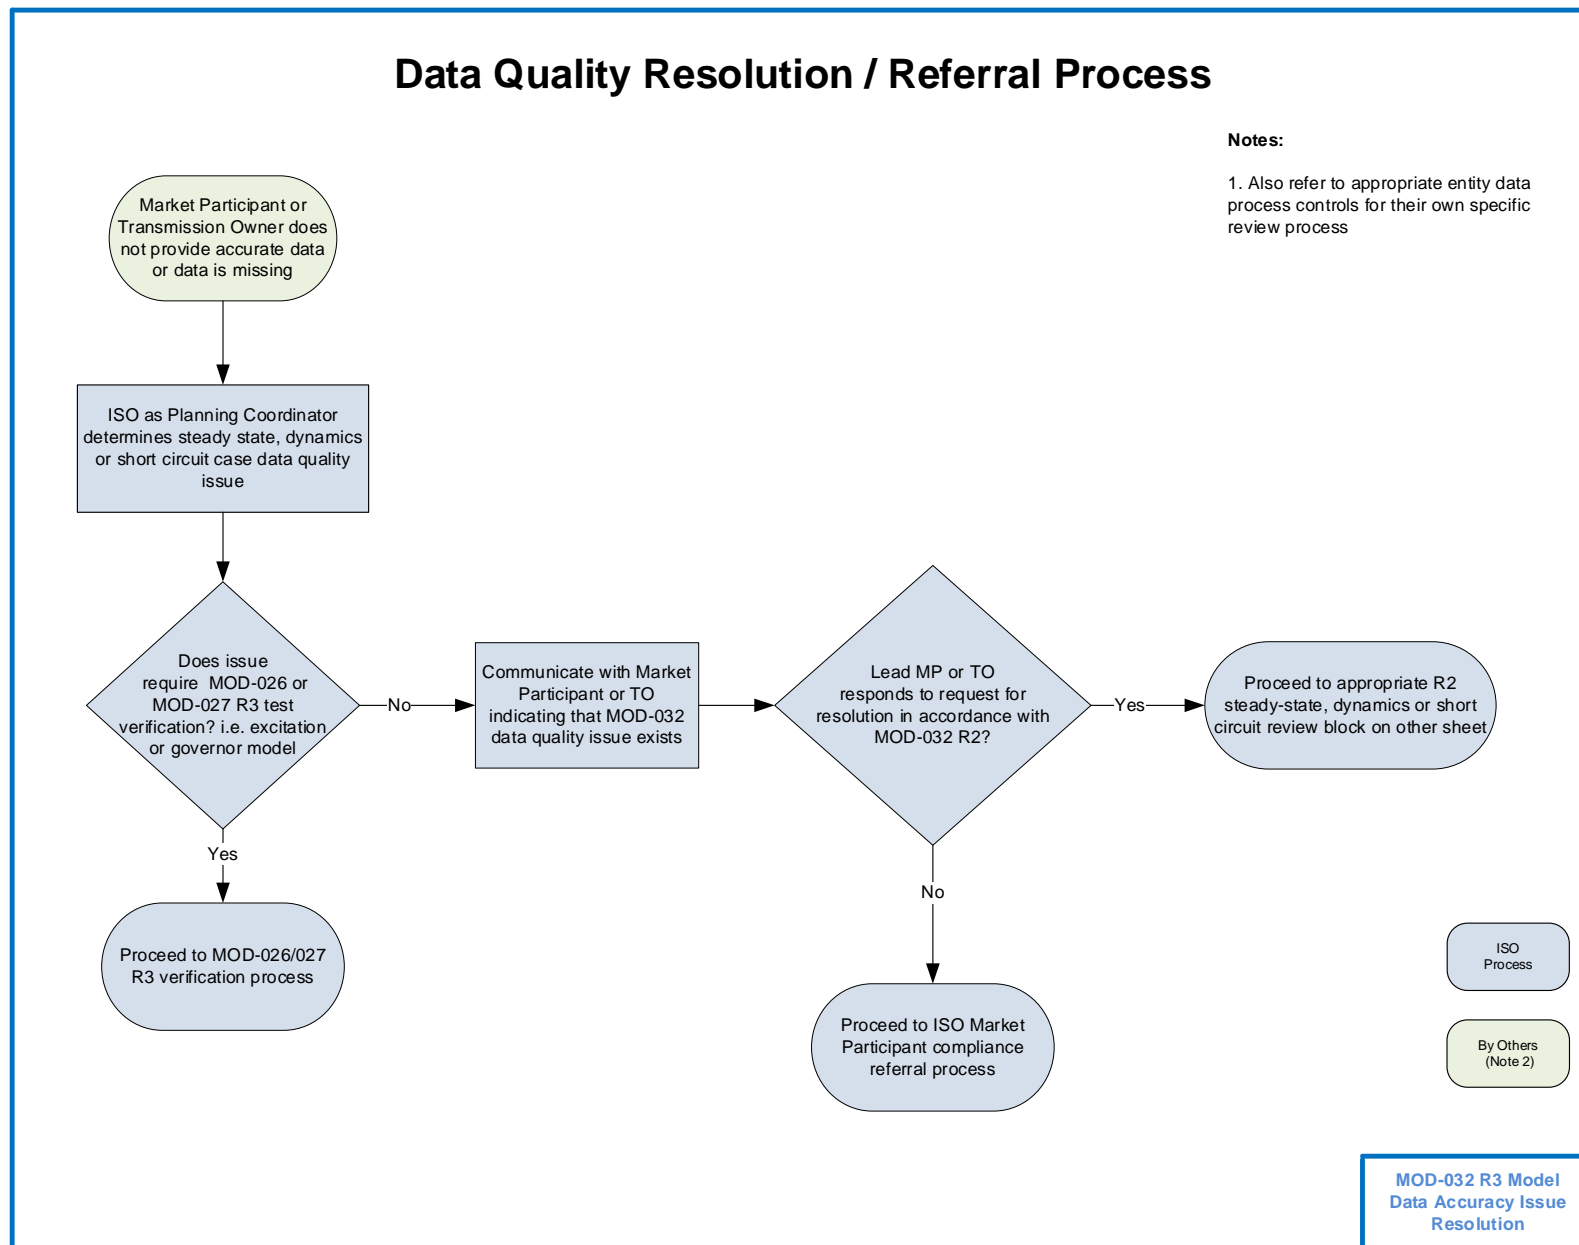 Data Quality Resolution / Referral Process
Notes:
1. Also refer to appropriate entity data
process controls for their own specific
review process
Market Participant or
Transmission Owner does
not provide accurate data
or data is missing
ISO as Planning Coordinator
determines steady state, dynamics
or short circuit case data quality
issue
Does issue
require MOD-026 or
MOD-027 R3 test
verification? i.e. excitation
or governor model
No
Communicate with Market
Participant or TO
indicating that MOD-032
data quality issue exists
Lead MP or TO
responds to request for
resolution in accordance with
MOD-032 R2?
Yes
Proceed to appropriate R2
steady-state, dynamics or short
circuit review block on other sheet
Yes
Proceed to MOD-026/027
R3 verification process
No
Proceed to ISO Market
Participant compliance
referral process
ISO
Process
By Others
(Note 2)
MOD-032 R3 Model
Data Accuracy Issue
Resolution